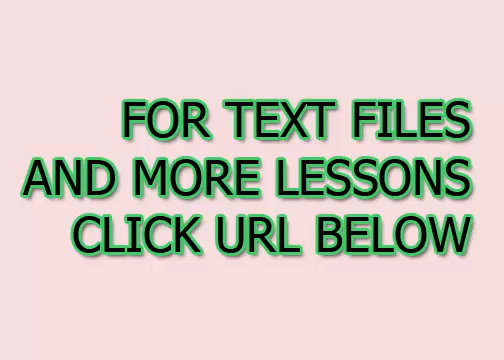 FOR TEXT FILES
AND MORE LESSONS
CLICK URL BELOW